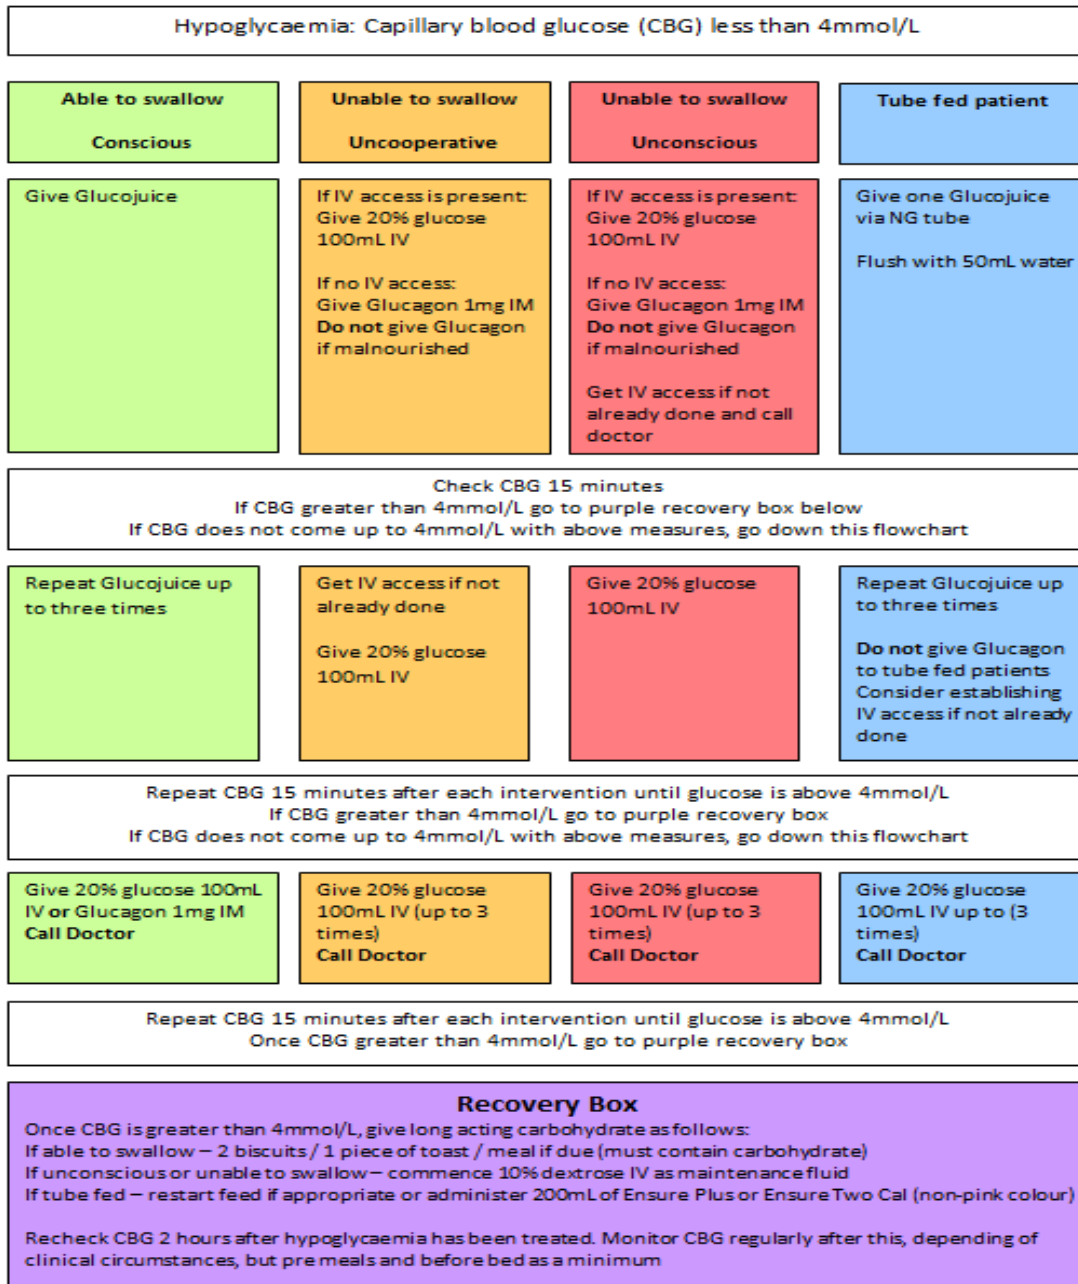 Hypoglycaemia: Capillary blood glucose (CBG) less than 4mmol/L
Able to swallow
Conscious
Unable to swallow
Uncooperative
Unable to swallow
Unconscious
Tube fed patient
Give Glucojuice
If IV access is present:
Give 20% glucose
100mL IV
If no IV access:
Give Glucagon 1mg IM
Do not give Glucagon
if malnourished
If IV access is present:
Give 20% glucose
100mL IV
If no IV access:
Give Glucagon 1mg IM
Do not give Glucagon
if malnourished
Get IV access if not
already done and call
doctor
Give one Glucojuice
via NG tube
Flush with 50mL water
Check CBG 15 minutes
If CBG greater than 4mmol/L go to purple recovery box below
If CBG does not come up to 4mmol/L with above measures, go down this flowchart
Repeat Glucojuice up
to three times
Get IV access if not
already done
Give 20% glucose
100mL IV
Give 20% glucose
100mL IV
Repeat Glucojuice up
to three times
Do not give Glucagon
to tube fed patients
Consider establishing
IV access if not already
done
Repeat CBG 15 minutes after each intervention until glucose is above 4mmol/L
If CBG greater than 4mmol/L go to purple recovery box
If CBG does not come up to 4mmol/L with above measures, go down this flowchart
Give 20% glucose 100mL
IV or Glucagon 1mg IM
Call Doctor
Give 20% glucose
100mL IV (up to 3
times)
Call Doctor
Give 20% glucose
100mL IV (up to 3
times)
Call Doctor
Give 20% glucose
100mL IV up to (3
times)
Call Doctor
Repeat CBG 15 minutes after each intervention until glucose is above 4mmol/L
Once CBG greater than 4mmol/L go to purple recovery box
Recovery Box
Once CBG is greater than 4mmol/L, give long acting carbohydrate as follows:
If able to swallow – 2 biscuits / 1 piece of toast / meal if due (must contain carbohydrate)
If unconscious or unable to swallow – commence 10% dextrose IV as maintenance fluid
If tube fed – restart feed if appropriate or administer 200mL of Ensure Plus or Ensure Two Cal (non-pink colour)
Recheck CBG 2 hours after hypoglycaemia has been treated. Monitor CBG regularly after this, depending of
clinical circumstances, but pre meals and before bed as a minimum